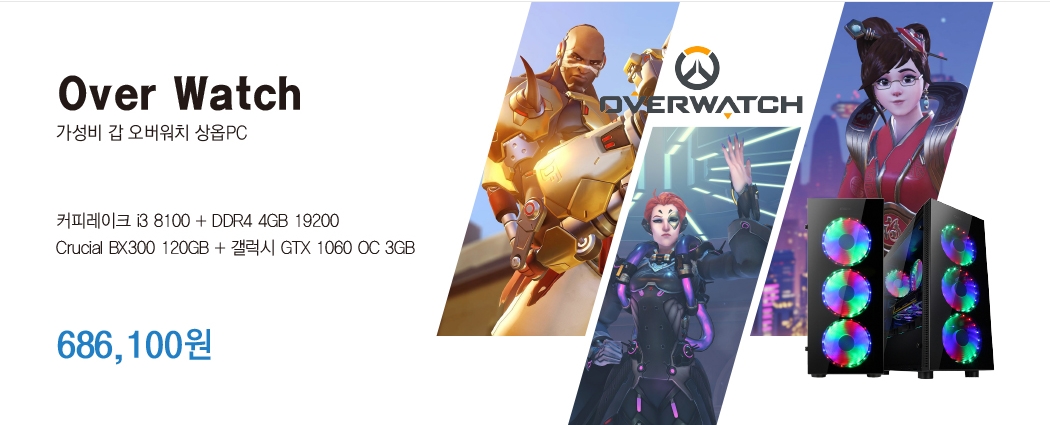 Over Watch
가성비 갑 오버워치 상옵PC
커피레이크 i3 8100 + DDR4 4GB 19200
Crucial BX300 120GB + 갤럭시 GTX 1060 OC 3GB
686,100원
OVERWATCH